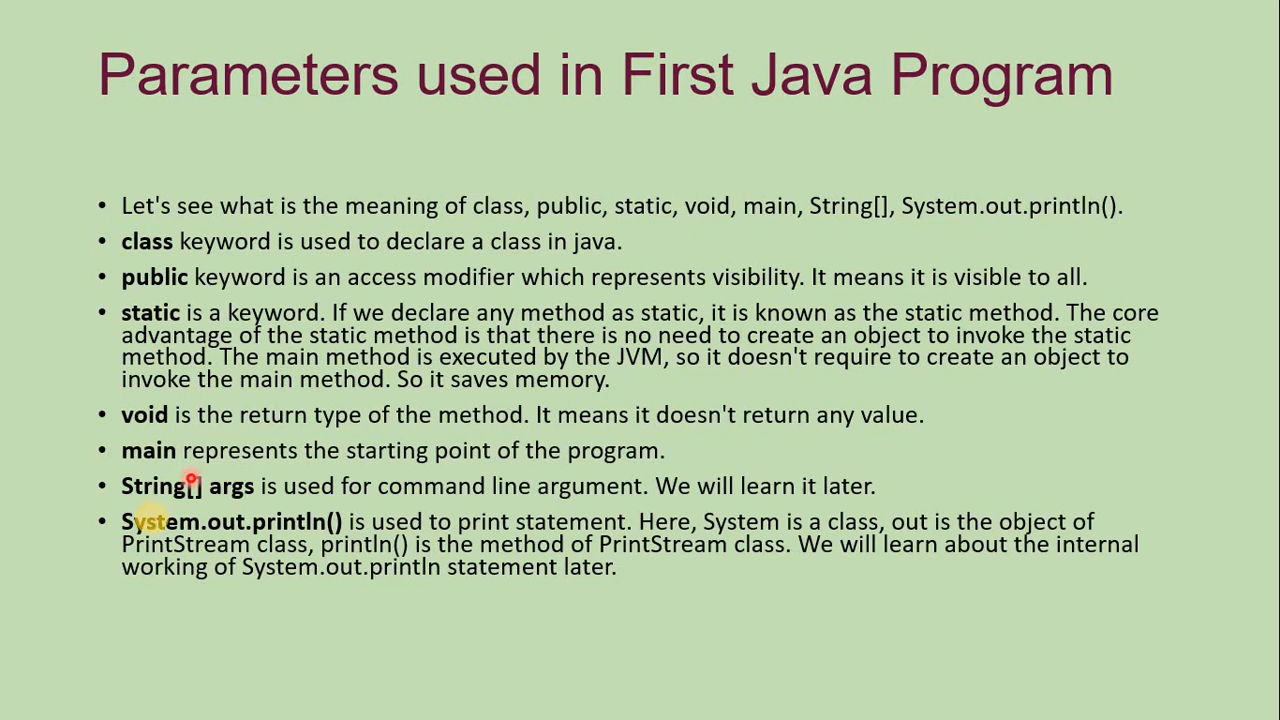 Parameters used in First Java Program
• Let's see what is the meaning of class, public, static, void, main, String[], System.out.println().
• class keyword is used to declare a class in java.
• public keyword is an access modifier which represents visibility. It means it is visible to all.
• static is a keyword. If we declare any method as static, it is known as the static method. The core
advantage of the static method is that there is no need to create an object to invoke the static
method. The main method is executed by the JVM, so it doesn't require to create an object to
invoke the main method. So it saves memory.
• void is the return type of the method. It means it doesn't return any value.
• main represents the starting point of the program.
• String[] args is used for command line argument. We will learn it later.
• System.out.println() is used to print statement. Here, System is a class, out is the object of
PrintStream class, println() is the method of PrintStream class. We will learn about the internal
working of System.out.println statement later.